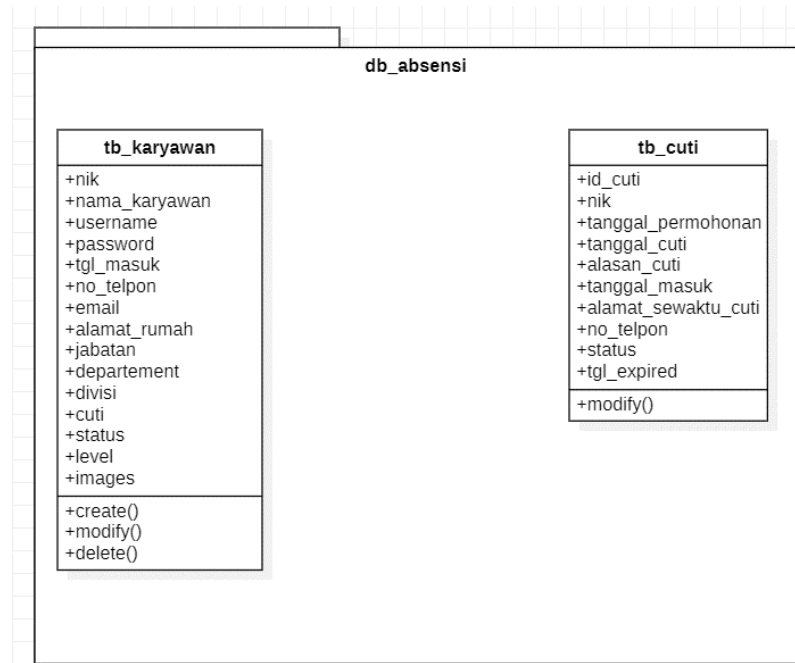 db_absensi
tb_karyawan
+nik
+nama_karyawan
+username
+password
+tgl_masuk
+no_telpon
+email
+alamat_rumah
+jabatan
+departement
+divisi
+cuti
+status
+level
+images
+create()
+modify()
+delete()
tb_cuti
+id_cuti
+nik
+tanggal_permohonan
+tanggal_cuti
+alasan_cuti
+tanggal_masuk
+alamat_sewaktu_cuti
+no_telpon
+status
+tgl_expired
+modify()